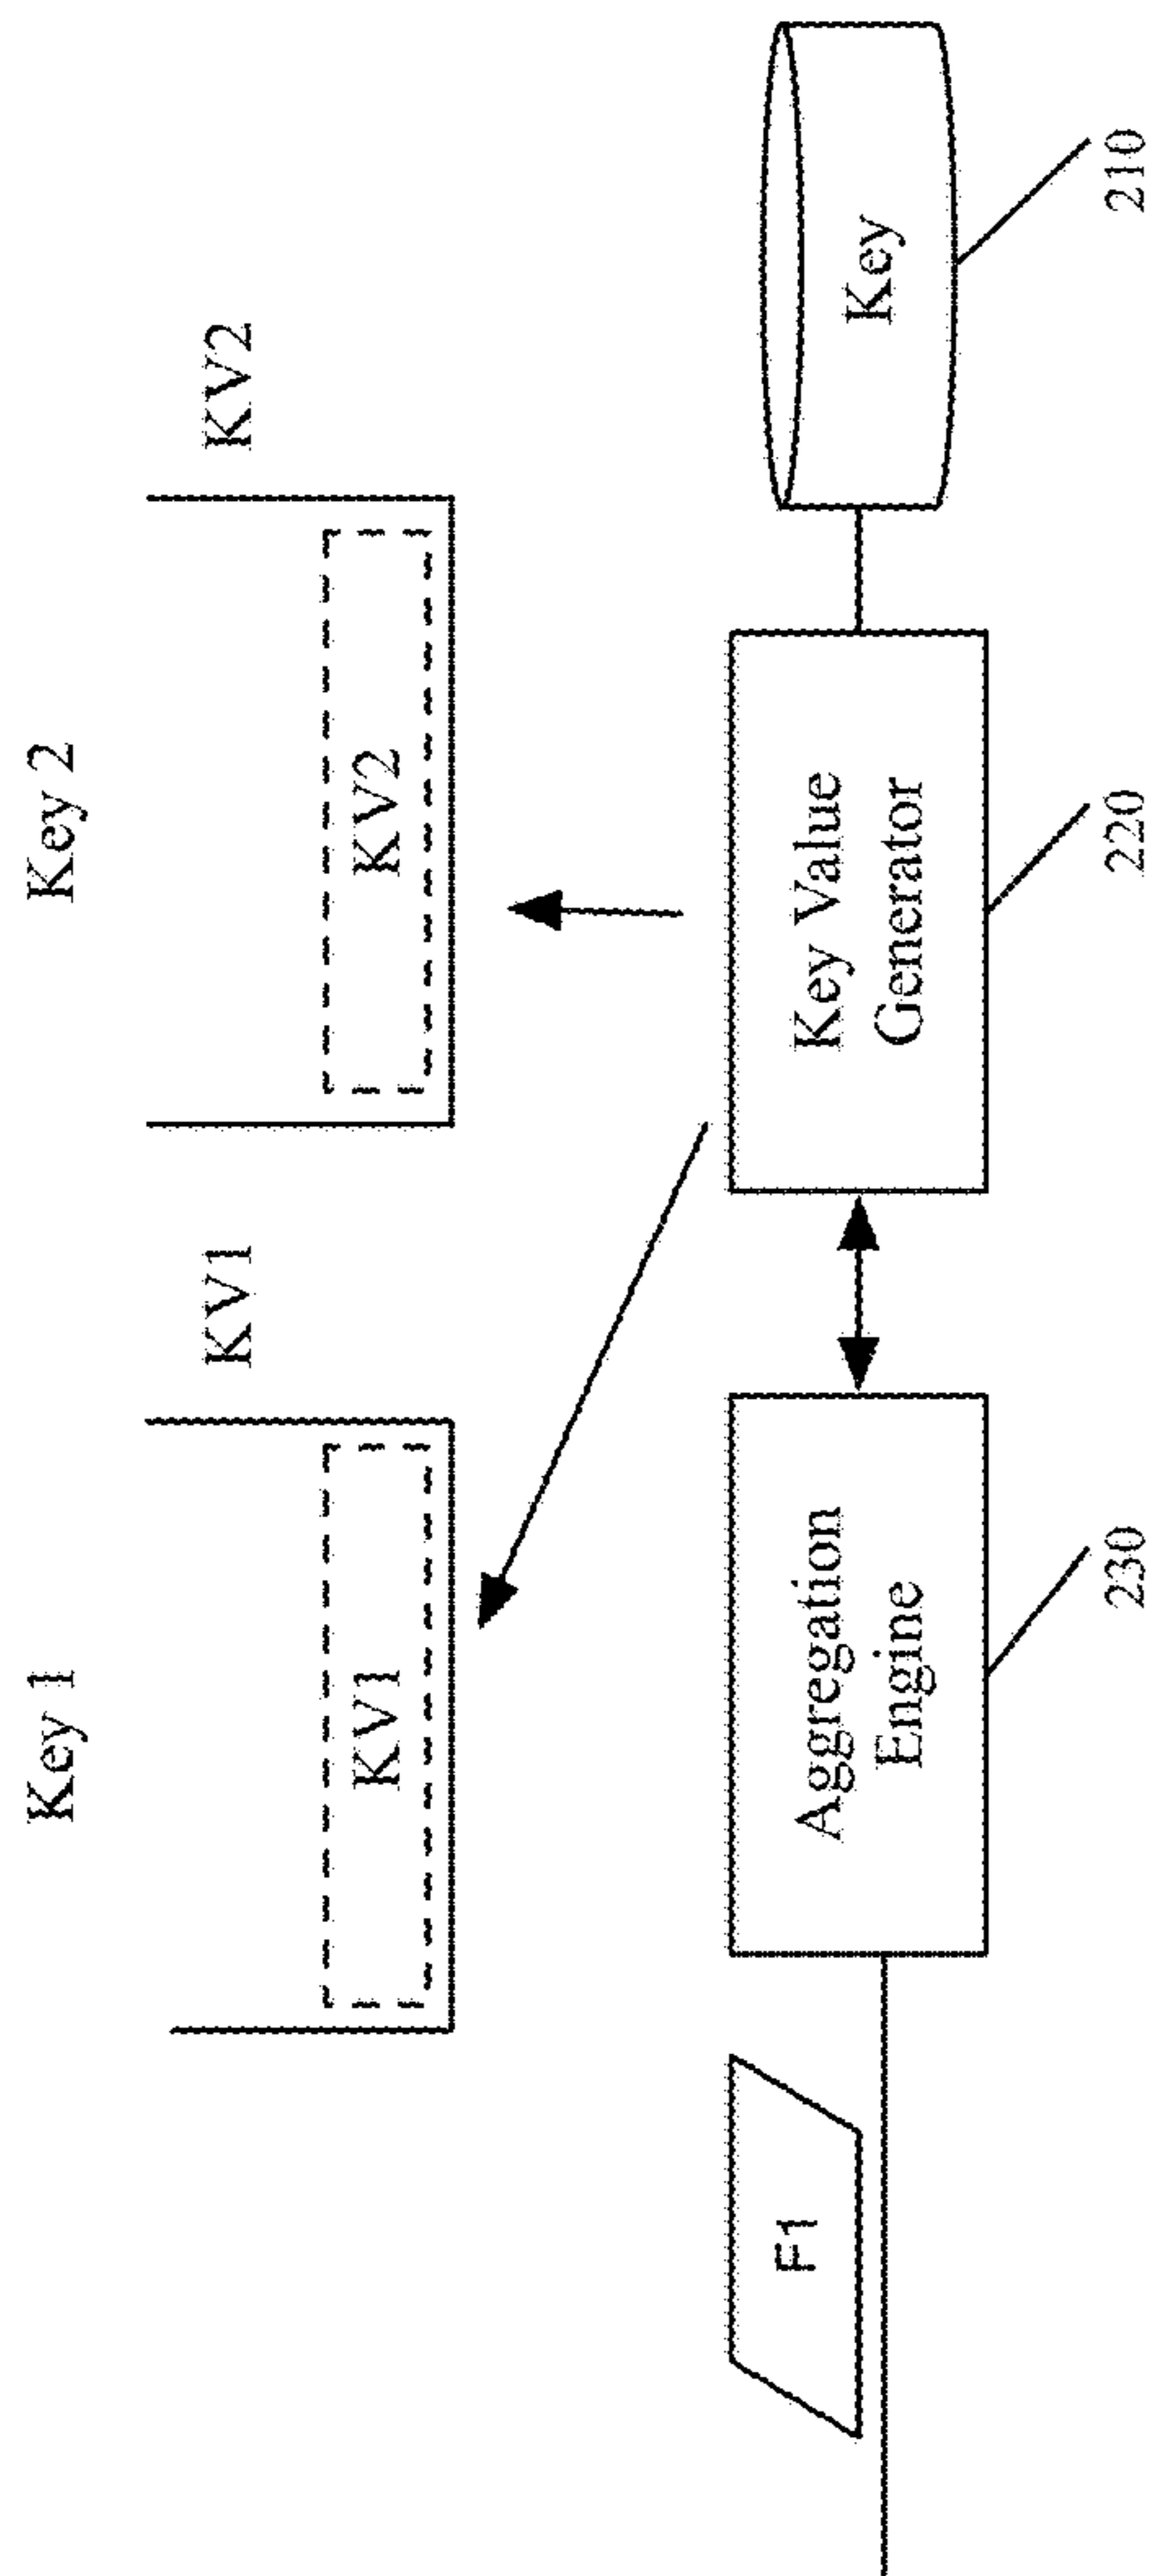 Key 1
Key 2
KV1
KV2
KV1
KV2
F1
Aggregation
Engine
Key Value
Generator
Key
230
220
210